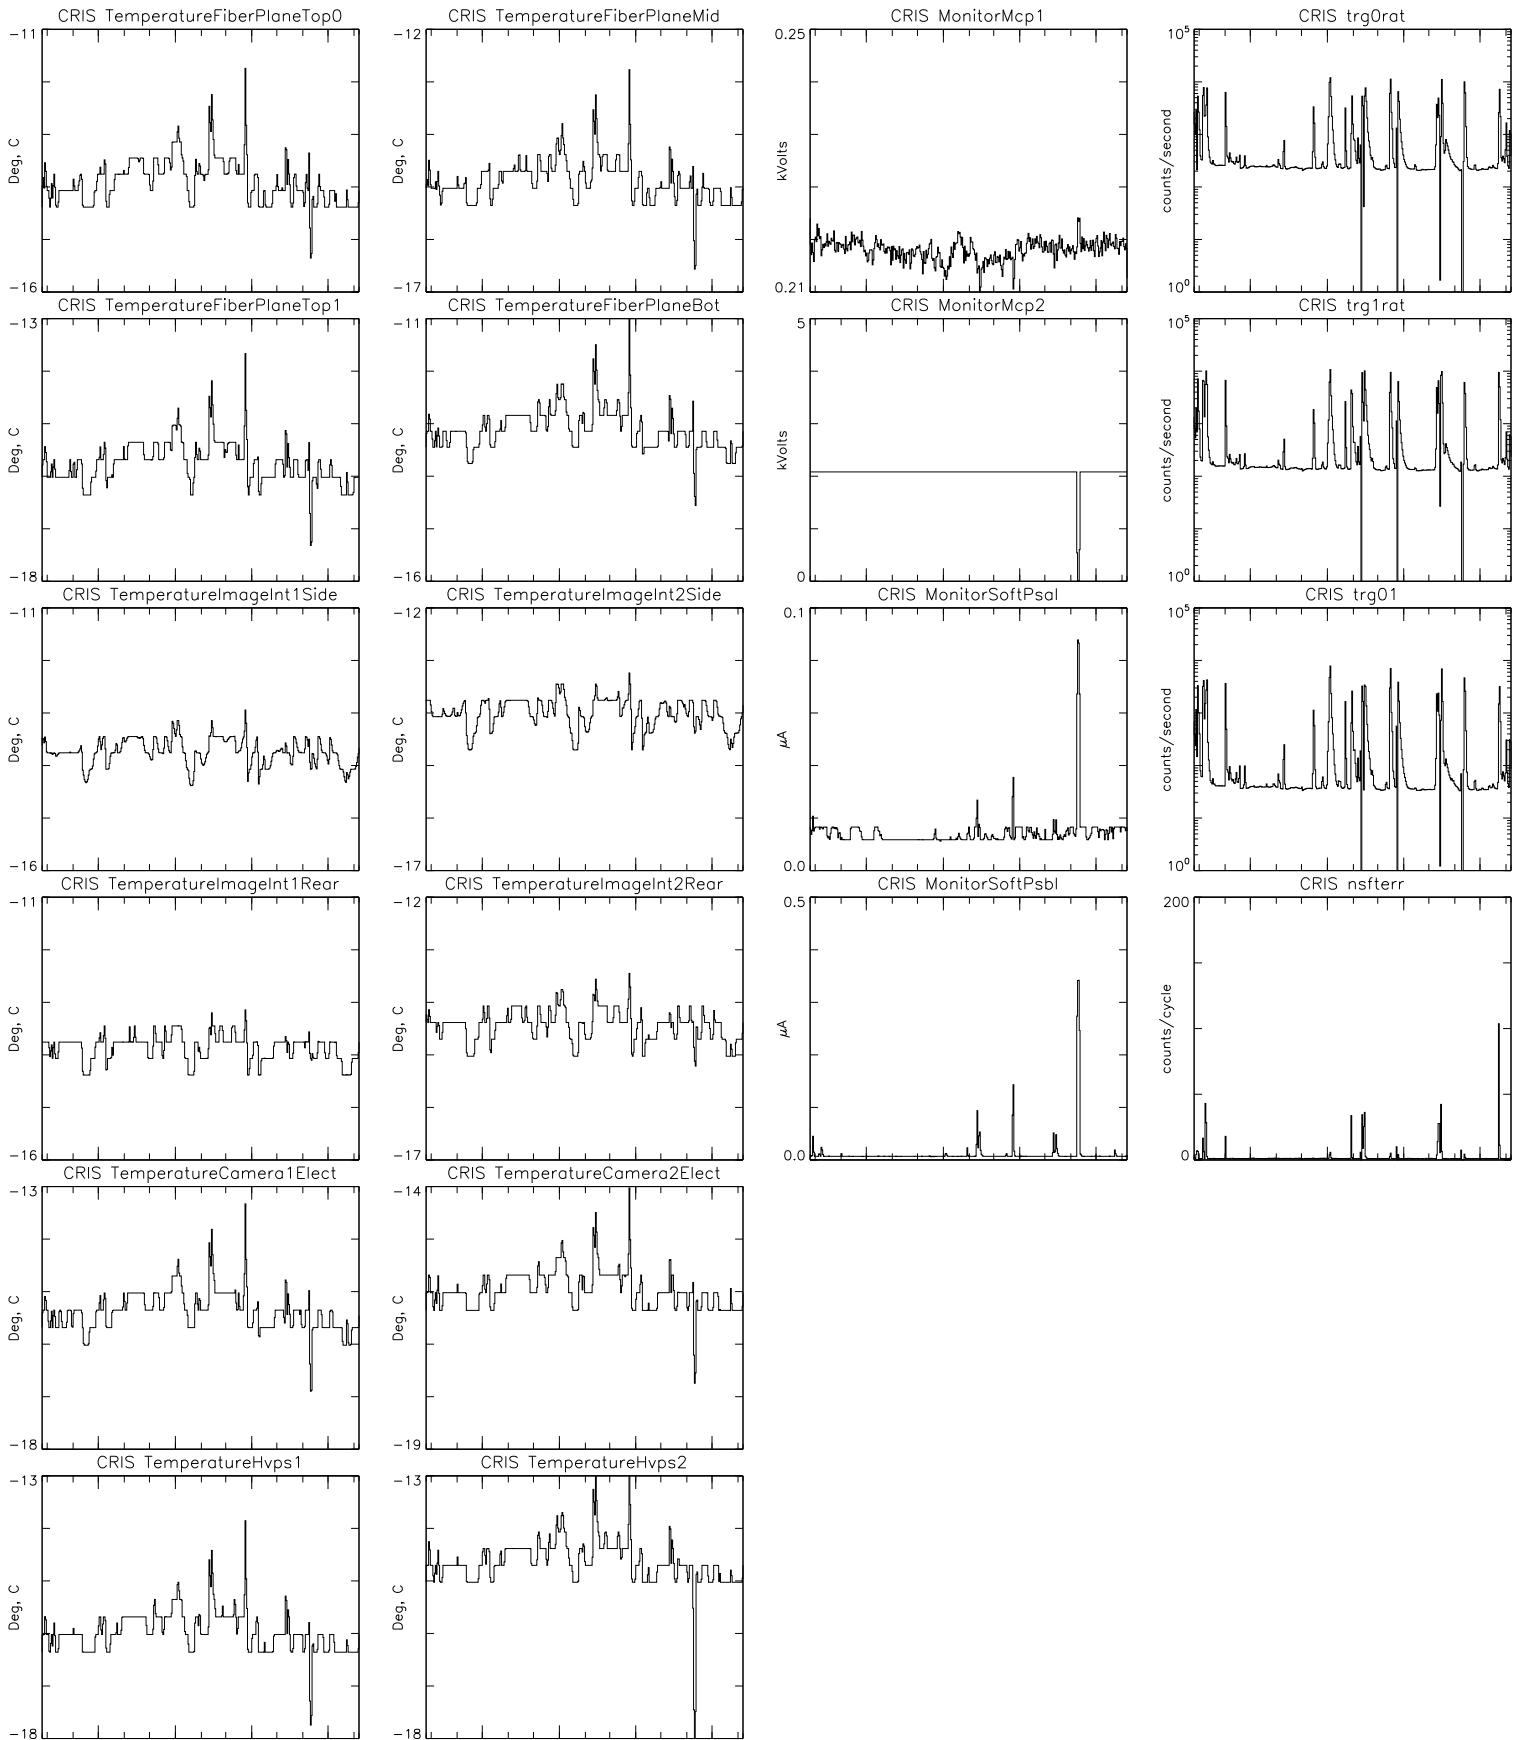 CRIS TemperatureFiberPlaneTop0
-11
Deg, C
-16
CRIS TemperatureFiberPlaneMid
-12
Deg, C
-17
CRIS MonitorMcp1
0.25
kVolts
0.21
CRIS trg0rat
10⁵
counts/second
10⁰
CRIS TemperatureFiberPlaneTop1
-13
Deg, C
-18
CRIS TemperatureFiberPlaneBot
-11
Deg, C
-16
CRIS MonitorMcp2
5
kVolts
0
CRIS trg1rat
10⁵
counts/second
10⁰
CRIS TemperatureImageInt1Side
-11
Deg, C
-16
CRIS TemperatureImageInt2Side
-12
Deg, C
-17
CRIS MonitorSoftPsaI
0.1
μA
0.0
CRIS trg01
10⁵
counts/second
10⁰
CRIS TemperatureImageInt1Rear
-11
Deg, C
-16
CRIS TemperatureImageInt2Rear
-12
Deg, C
-17
CRIS MonitorSoftPsbI
0.5
μA
0.0
CRIS nsfterr
200
counts/cycle
0
CRIS TemperatureCamera1Elect
-13
Deg, C
-18
CRIS TemperatureCamera2Elect
-14
Deg, C
-19
CRIS TemperatureHvps1
-13
Deg, C
-18
CRIS TemperatureHvps2
-13
Deg, C
-18